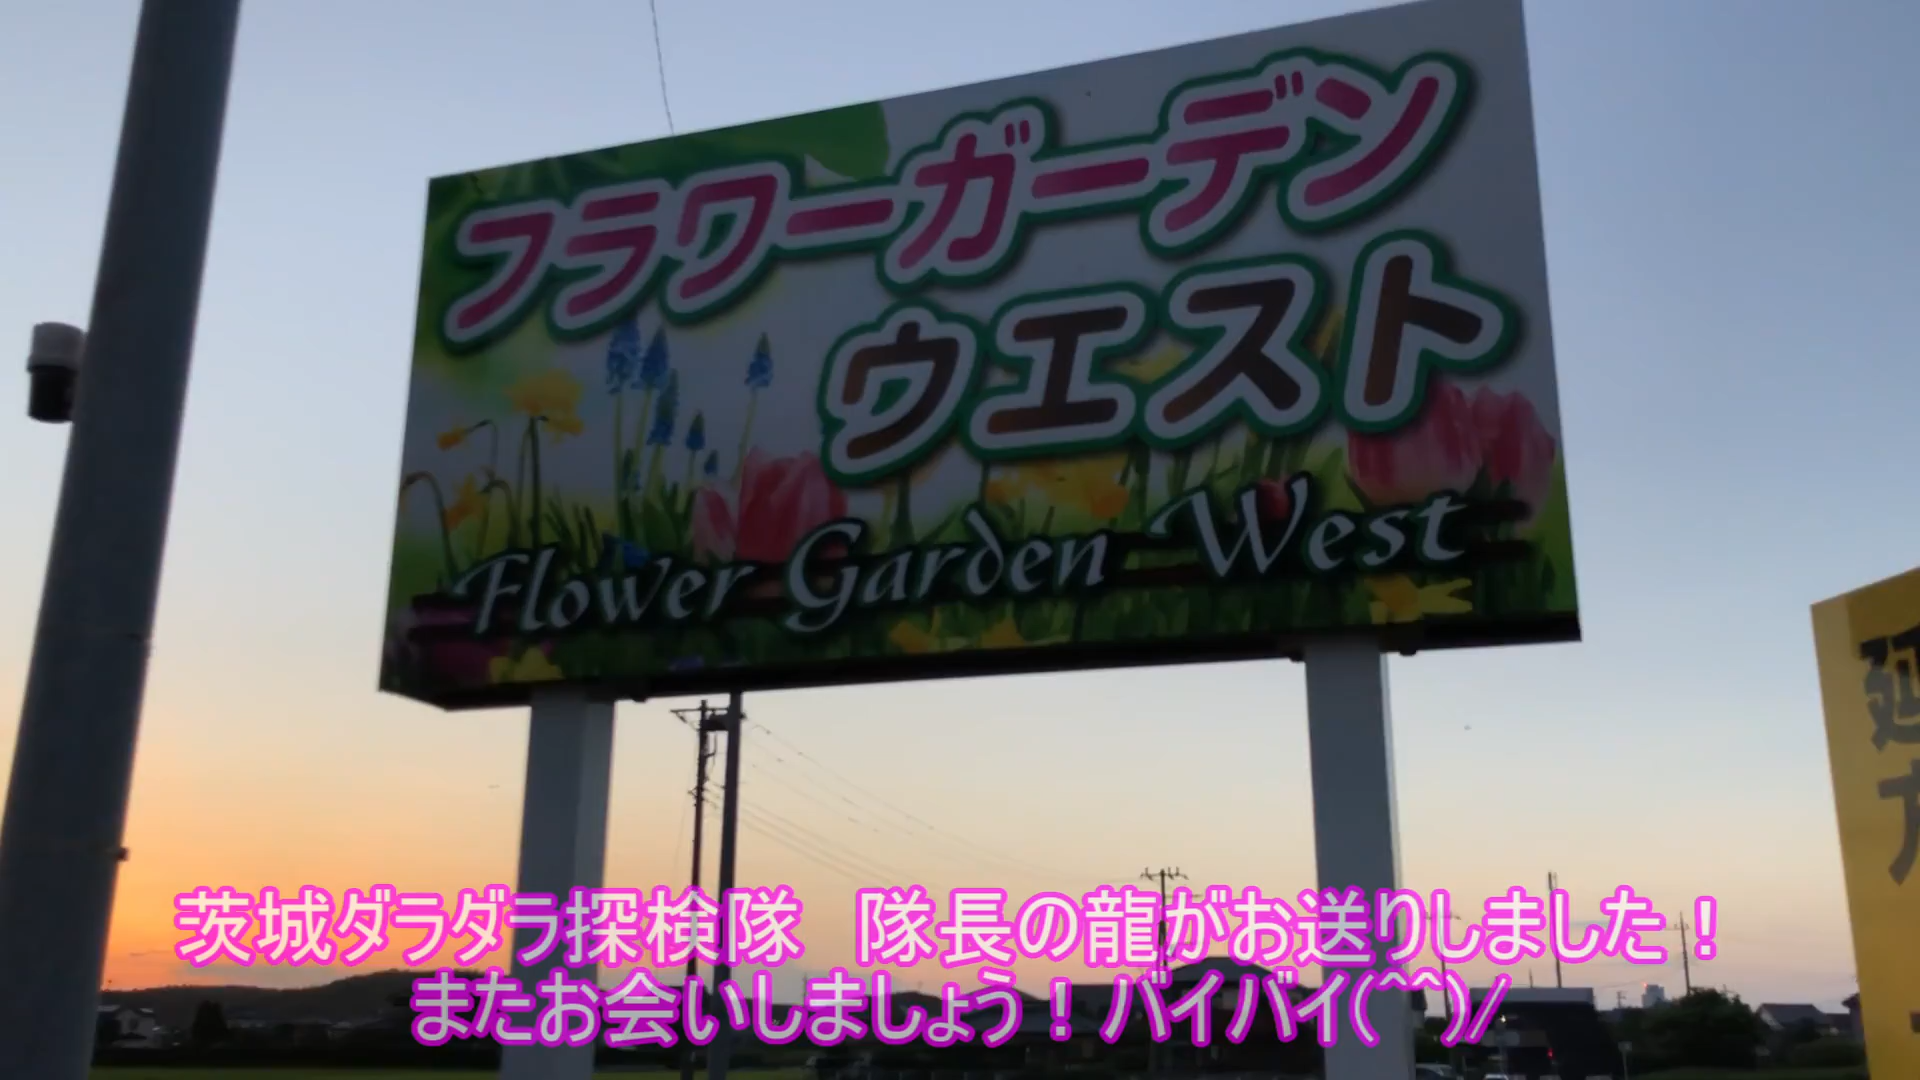 フラワーガーデン
ウエスト
Flower Garden West
茨城ダラダラ探検隊　隊長の龍がお送りしました！
またお会いしましょう！バイバイ(^^)/